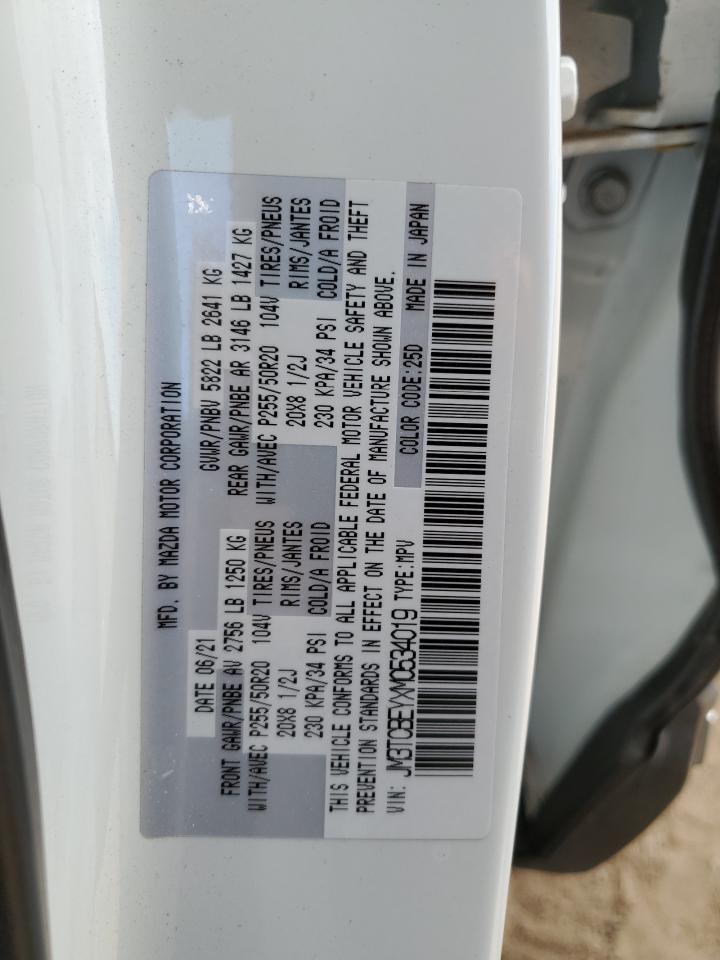 MFD. BY MAZDA MOTOR CORPORATION
DATE 06/21 GVWR/PNBV 5822 LB 2641 KG
FRONT GAWR/PNBE AV 2756 LB 1250 KG REAR GAWR/PNBE AR 3146 LB 1427 KG
WITH/AVEC P255/50R20 104V TIRES/PNEUS WITH/AVEC P255/50R20 104V TIRES/PNEUS
20X8 1/2J RIMS/JANTES 20X8 1/2J RIMS/JANTES
230 KPA/34 PSI COLD/A FROID 230 KPA/34 PSI COLD/A FROID
THIS VEHICLE CONFORMS TO ALL APPLICABLE FEDERAL MOTOR VEHICLE SAFETY AND THEFT
PREVENTION STANDARDS IN EFFECT ON THE DATE OF MANUFACTURE SHOWN ABOVE.
VIN: JM3TCBEYXM0534019 TYPE:MPV COLOR CODE:25D MADE IN JAPAN